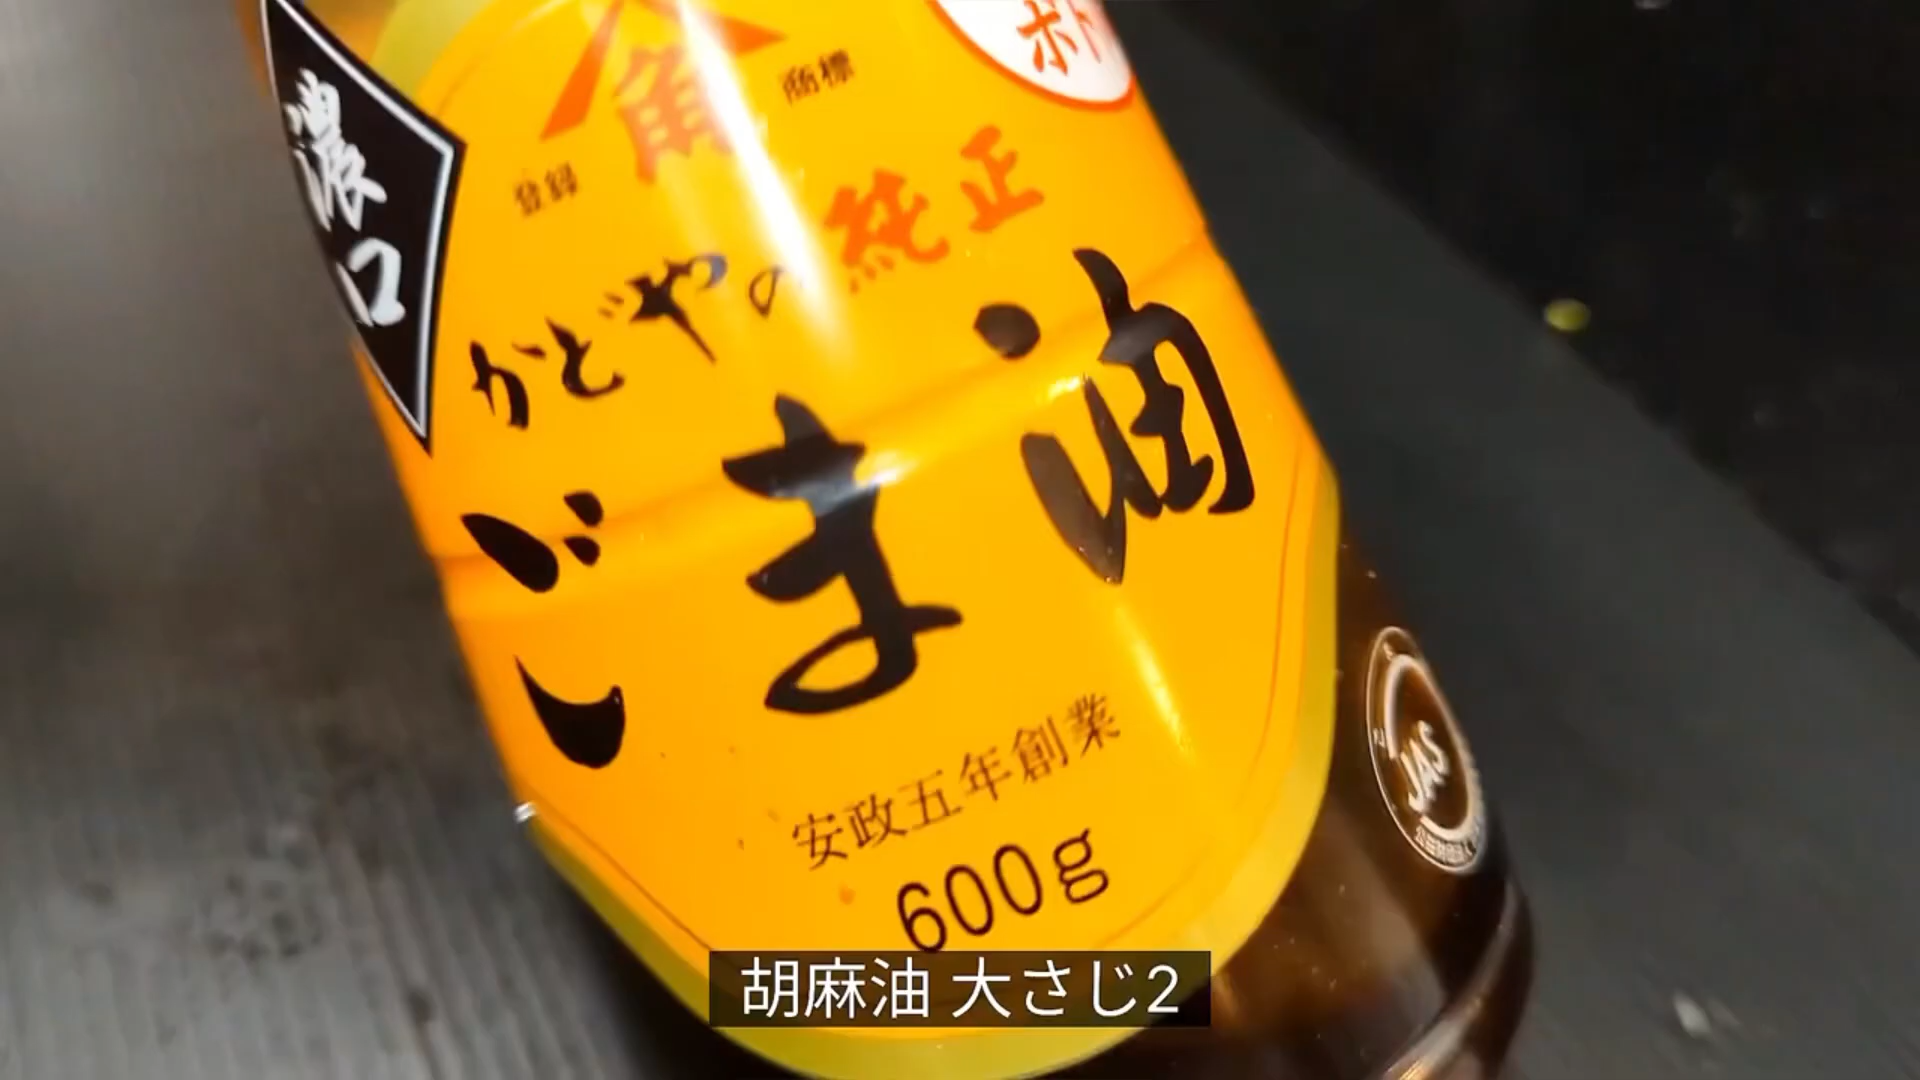 濃口
角
登録
商標
かどやの純正
ごま油
安政五年創業
600g
JAS
胡麻油 大さじ2